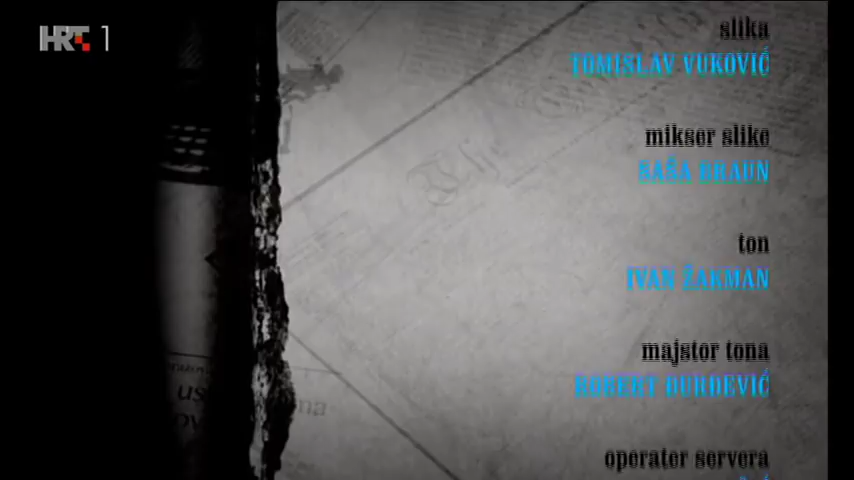 HRT 1
slika
TOMISLAV VUKOVIĆ
mikser slike
SAŠA BRAUN
ton
IVAN ŽAKMAN
majstor tona
ROBERT ĐURĐEVIĆ
operater servera